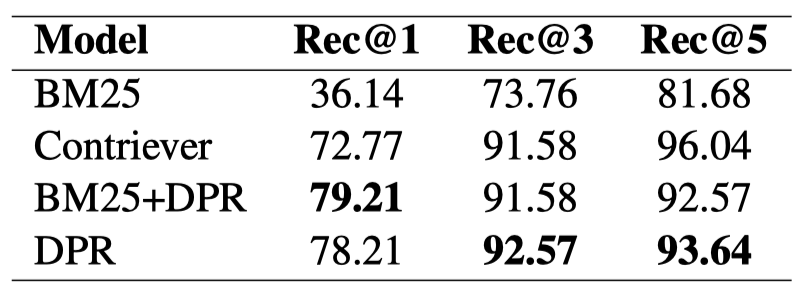 Model Rec@1 Rec@3 Rec@5
BM25 36.14 73.76 81.68
Contriever 72.77 91.58 96.04
BM25+DPR 79.21 91.58 92.57
DPR 78.21 92.57 93.64